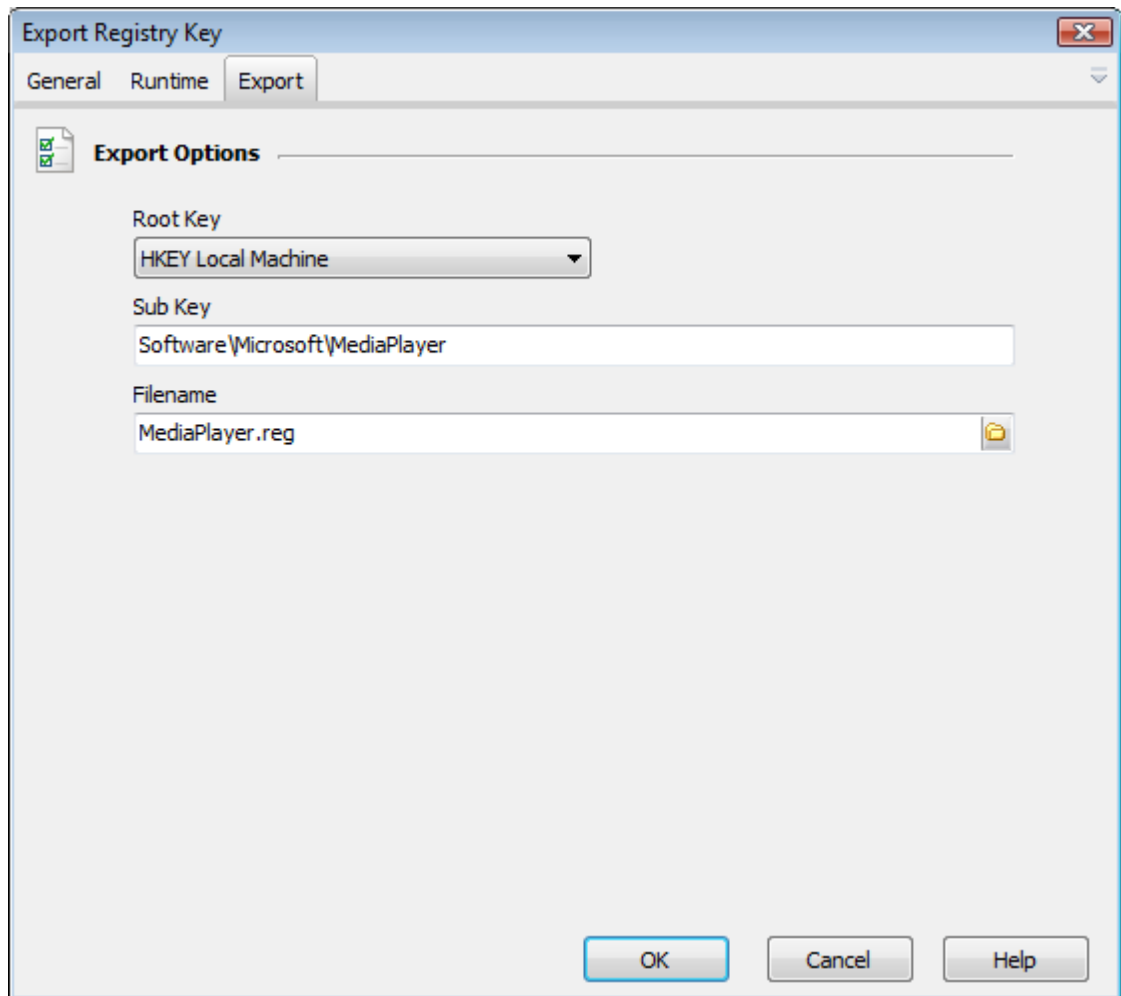 Export Registry Key
General Runtime Export
Export Options
Root Key
HKEY Local Machine
Sub Key
Software\Microsoft\MediaPlayer
Filename
MediaPlayer.reg
OK Cancel Help